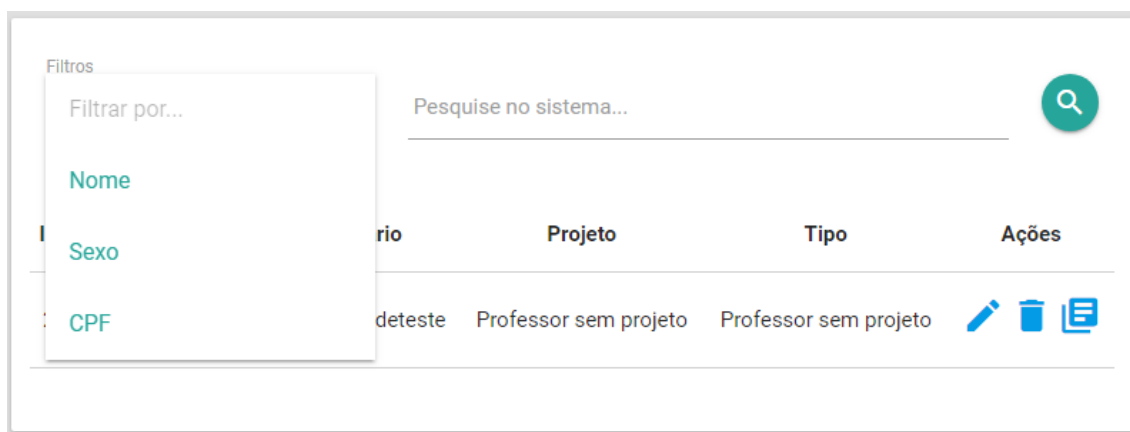 Filtros
Filtrar por...
Pesquise no sistema...
Nome
Sexo
CPF
Projeto Tipo Ações
deteste Professor sem projeto Professor sem projeto